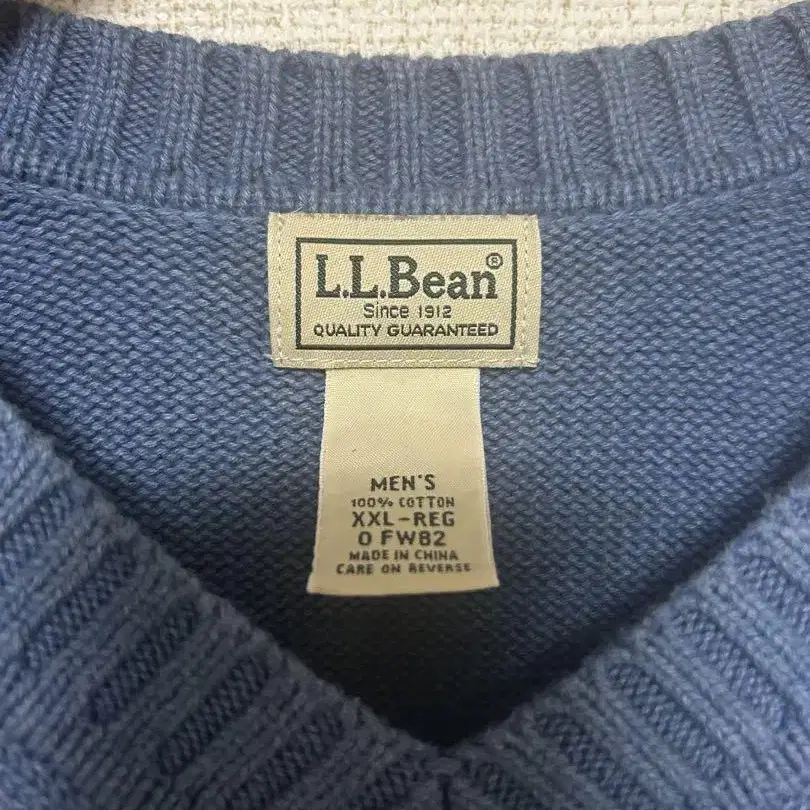 L.L.Bean®
Since 1912
QUALITY GUARANTEED
MEN'S
100% COTTON
XXL-REG
0 FW82
MADE IN CHINA
CARE ON REVERSE